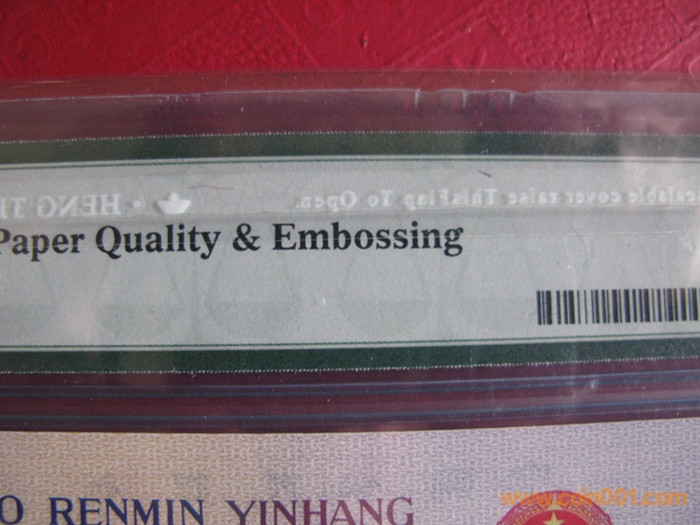 HENG
ealable cover raise ThisFlap To Open.
Paper Quality & Embossing
O RENMIN YINHANG
www.coin001.com